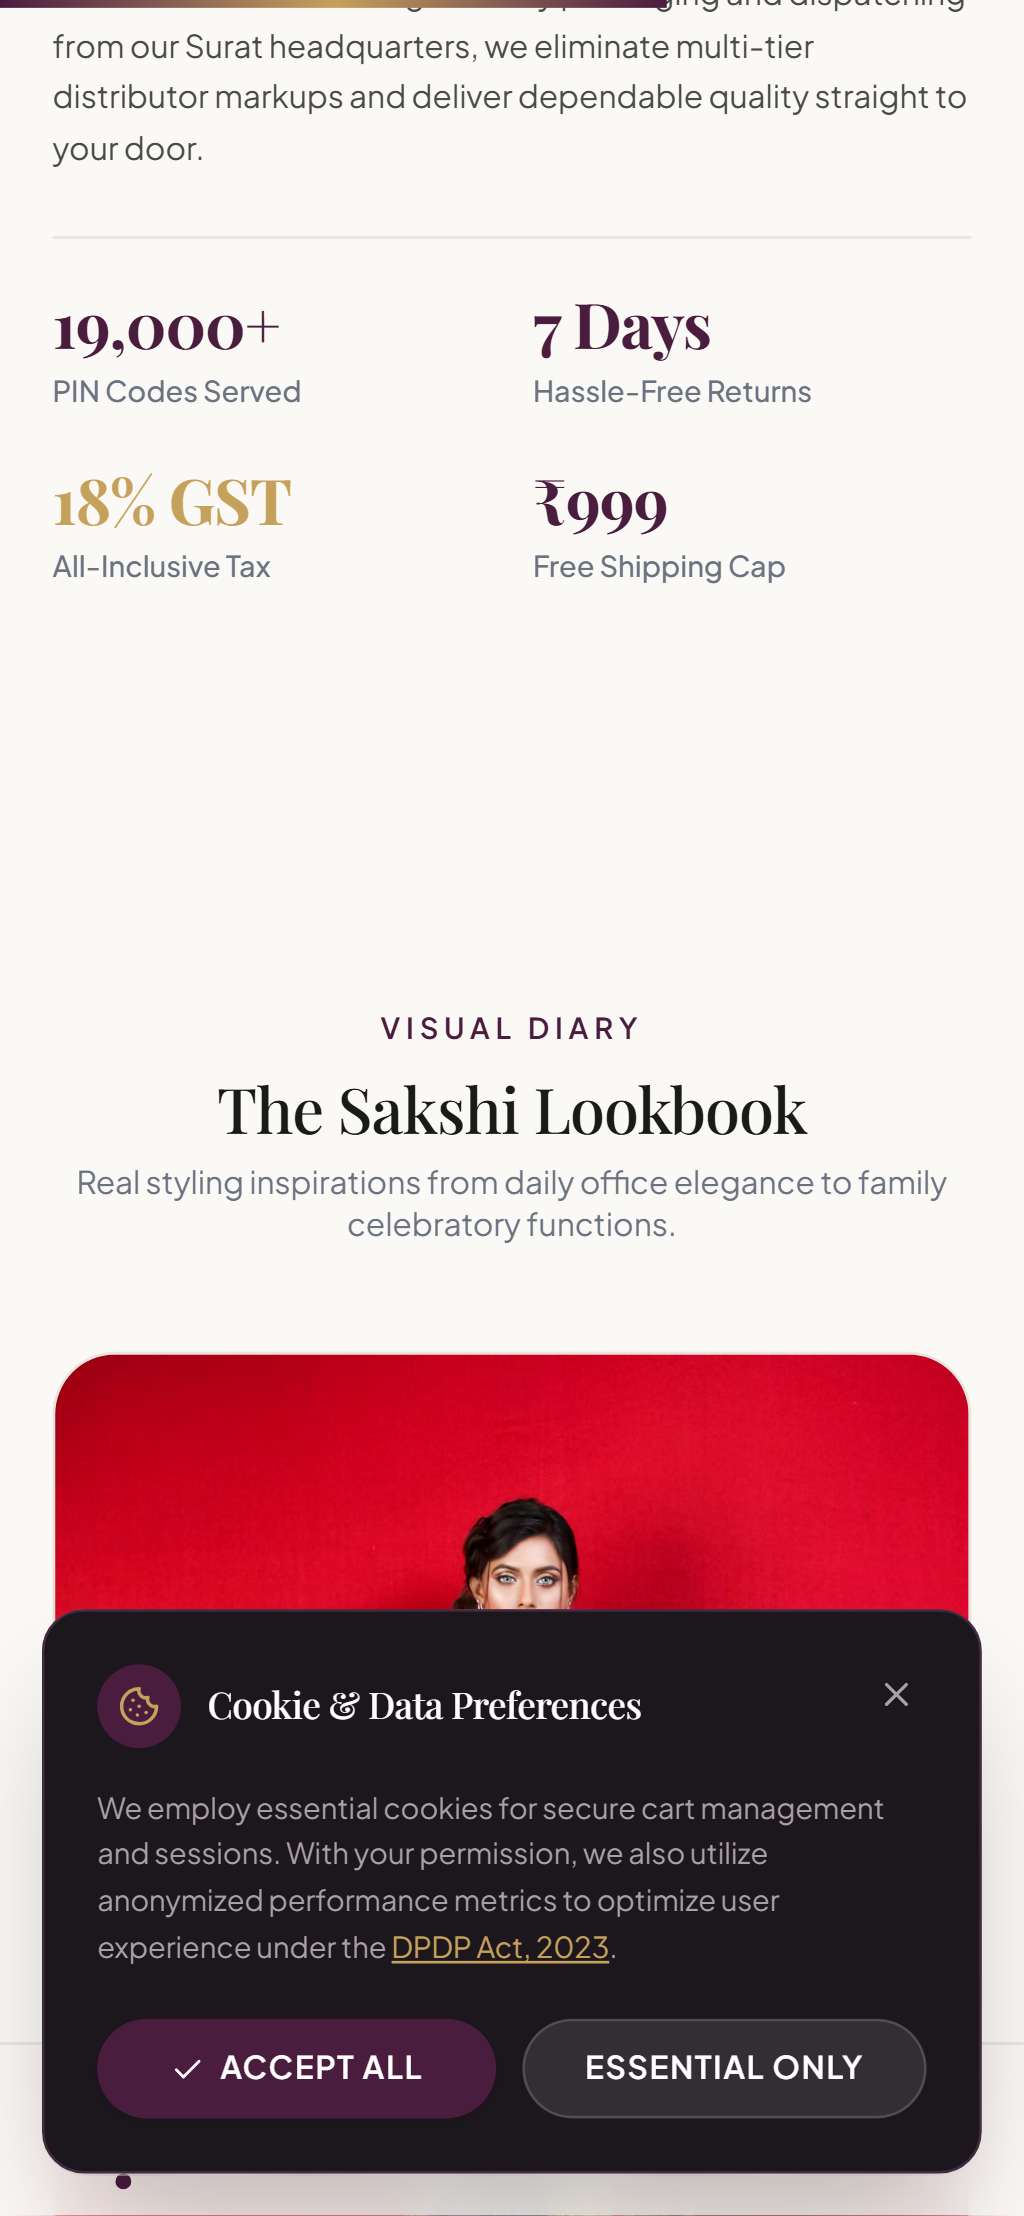 from our Surat headquarters, we eliminate multi-tier
distributor markups and deliver dependable quality straight to
your door.
19,000+
PIN Codes Served
7 Days
Hassle-Free Returns
18% GST
All-Inclusive Tax
₹999
Free Shipping Cap
VISUAL DIARY
The Sakshi Lookbook
Real styling inspirations from daily office elegance to family
celebratory functions.
Cookie & Data Preferences
We employ essential cookies for secure cart management
and sessions. With your permission, we also utilize
anonymized performance metrics to optimize user
experience under the DPDP Act, 2023.
ACCEPT ALL
ESSENTIAL ONLY